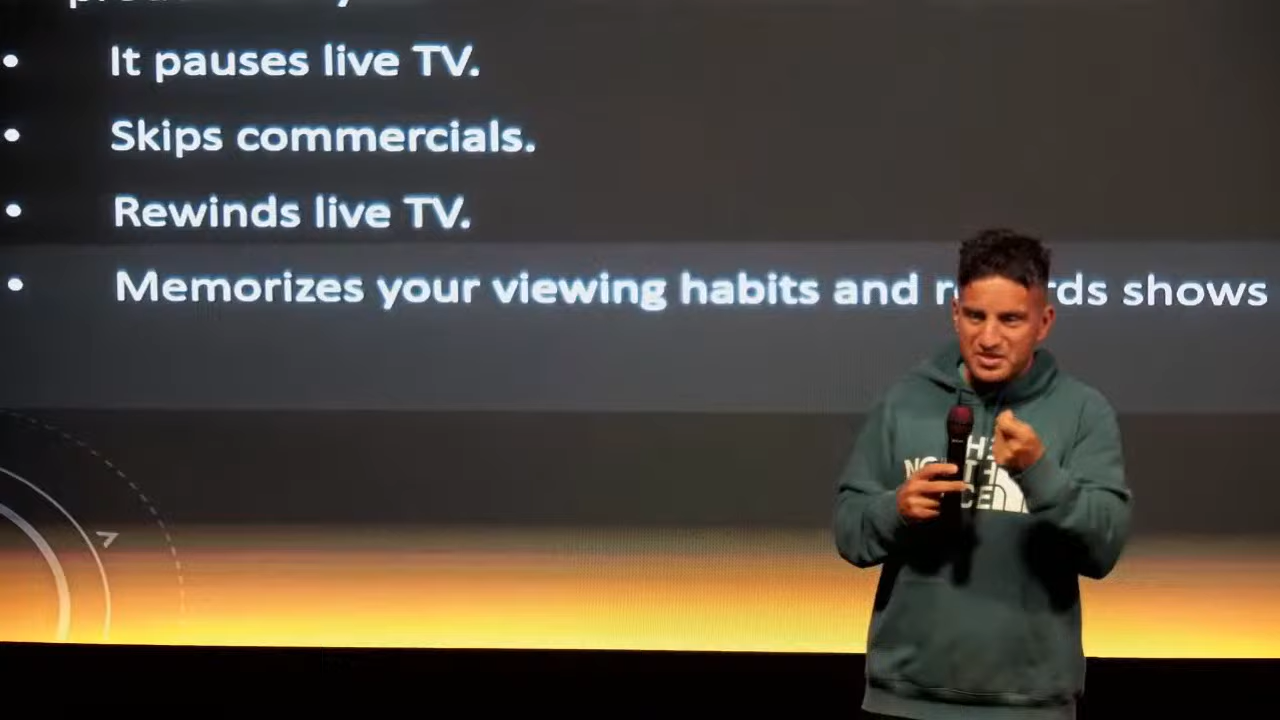 It pauses live TV.
Skips commercials.
Rewinds live TV.
Memorizes your viewing habits and shows